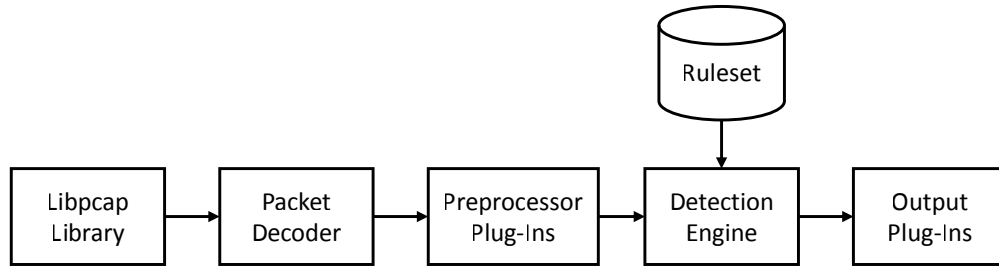 Ruleset
Libpcap
Library
Packet
Decoder
Preprocessor
Plug-Ins
Detection
Engine
Output
Plug-Ins